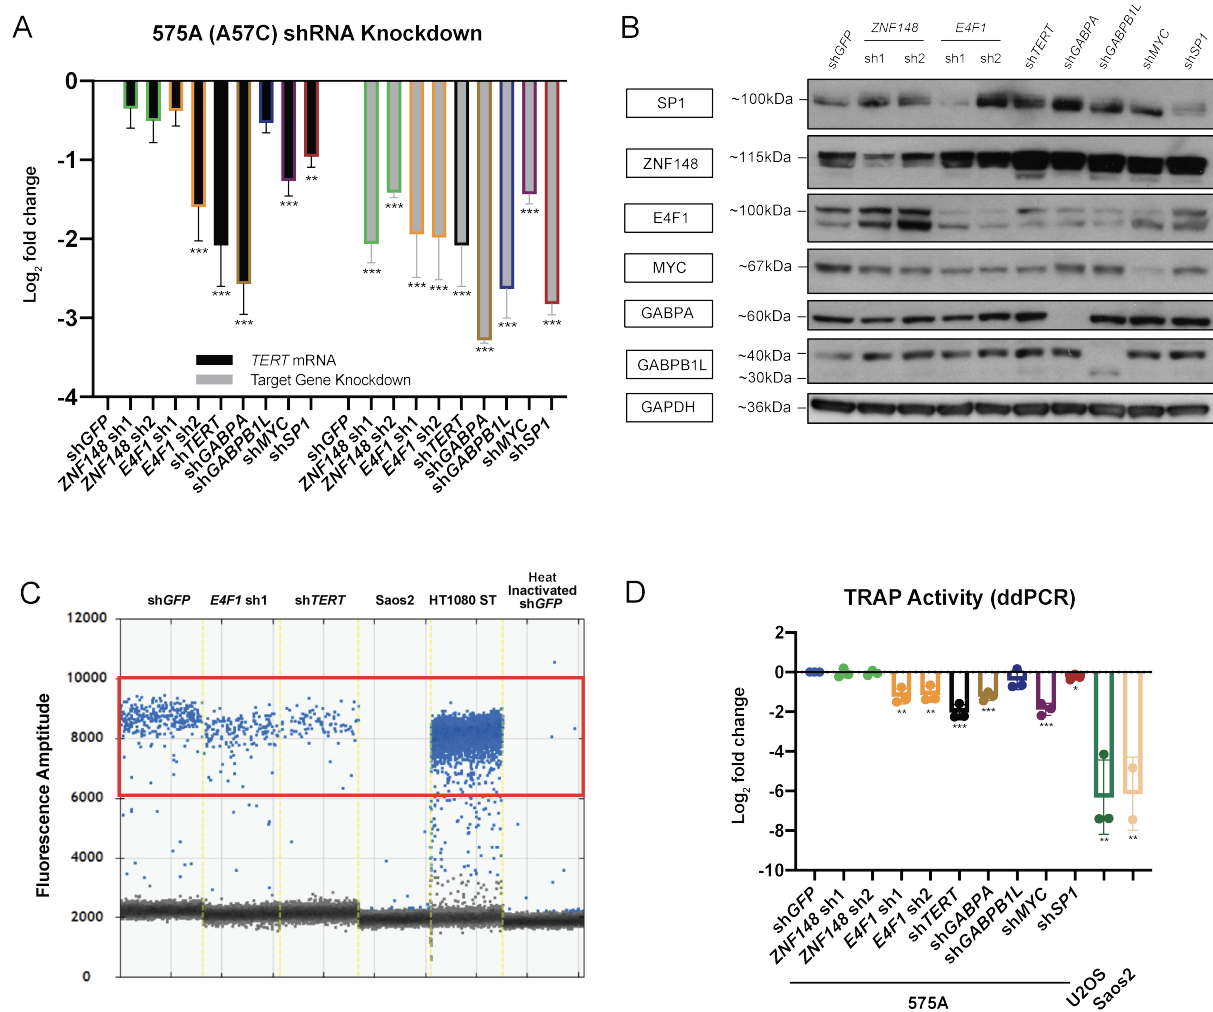 A
575A (A57C) shRNA Knockdown
Log2 fold change
0
-1
-2
-3
-4
**
***
***
***
***
***
***
***
***
***
***
***
***
***
TERT mRNA
Target Gene Knockdown
shGFP
ZNF148 sh1
ZNF148 sh2
E4F1 sh1
E4F1 sh2
shTERT
shGABPA
shGABPB1L
shMYC
shSP1
shGFP
ZNF148 sh1
ZNF148 sh2
E4F1 sh1
E4F1 sh2
shTERT
shGABPA
shGABPB1L
shMYC
shSP1
B
shGFP
ZNF148
sh1 sh2
E4F1
sh1 sh2
shTERT
shGABPA
shGABPB1L
shMYC
shSP1
SP1 ~100kDa
ZNF148 ~115kDa
E4F1 ~100kDa
MYC ~67kDa
GABPA ~60kDa
GABPB1L ~40kDa
~30kDa
GAPDH ~36kDa
C
shGFP E4F1 sh1 shTERT Saos2 HT1080 ST Heat
Inactivated
shGFP
Fluorescence Amptitude
12000
10000
8000
6000
4000
2000
0
D
TRAP Activity (ddPCR)
Log2 fold change
2
0
-2
-4
-6
-8
-10
**
**
***
***
***
*
**
**
shGFP
ZNF148 sh1
ZNF148 sh2
E4F1 sh1
E4F1 sh2
shTERT
shGABPA
shGABPB1L
shMYC
shSP1
U2OS
Saos2
575A